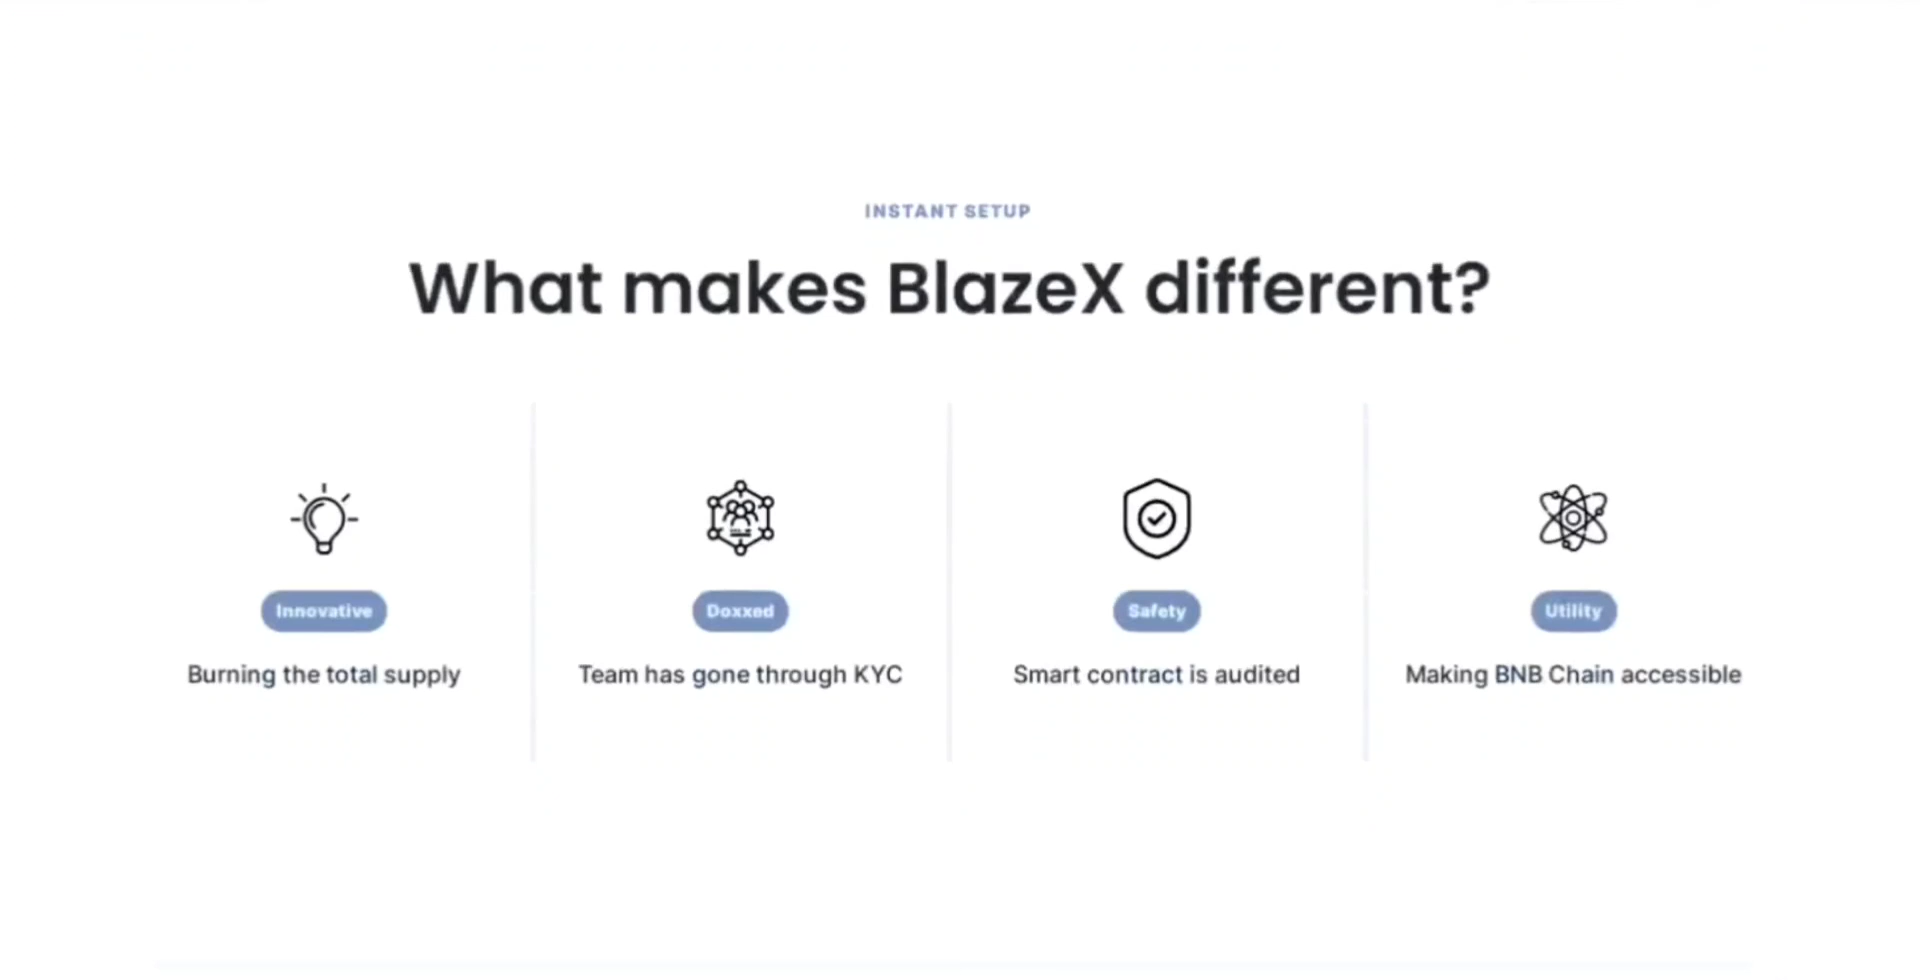 INSTANT SETUP
What makes BlazeX different?
Innovative
Burning the total supply
Doxxed
Team has gone through KYC
Safety
Smart contract is audited
Utility
Making BNB Chain accessible